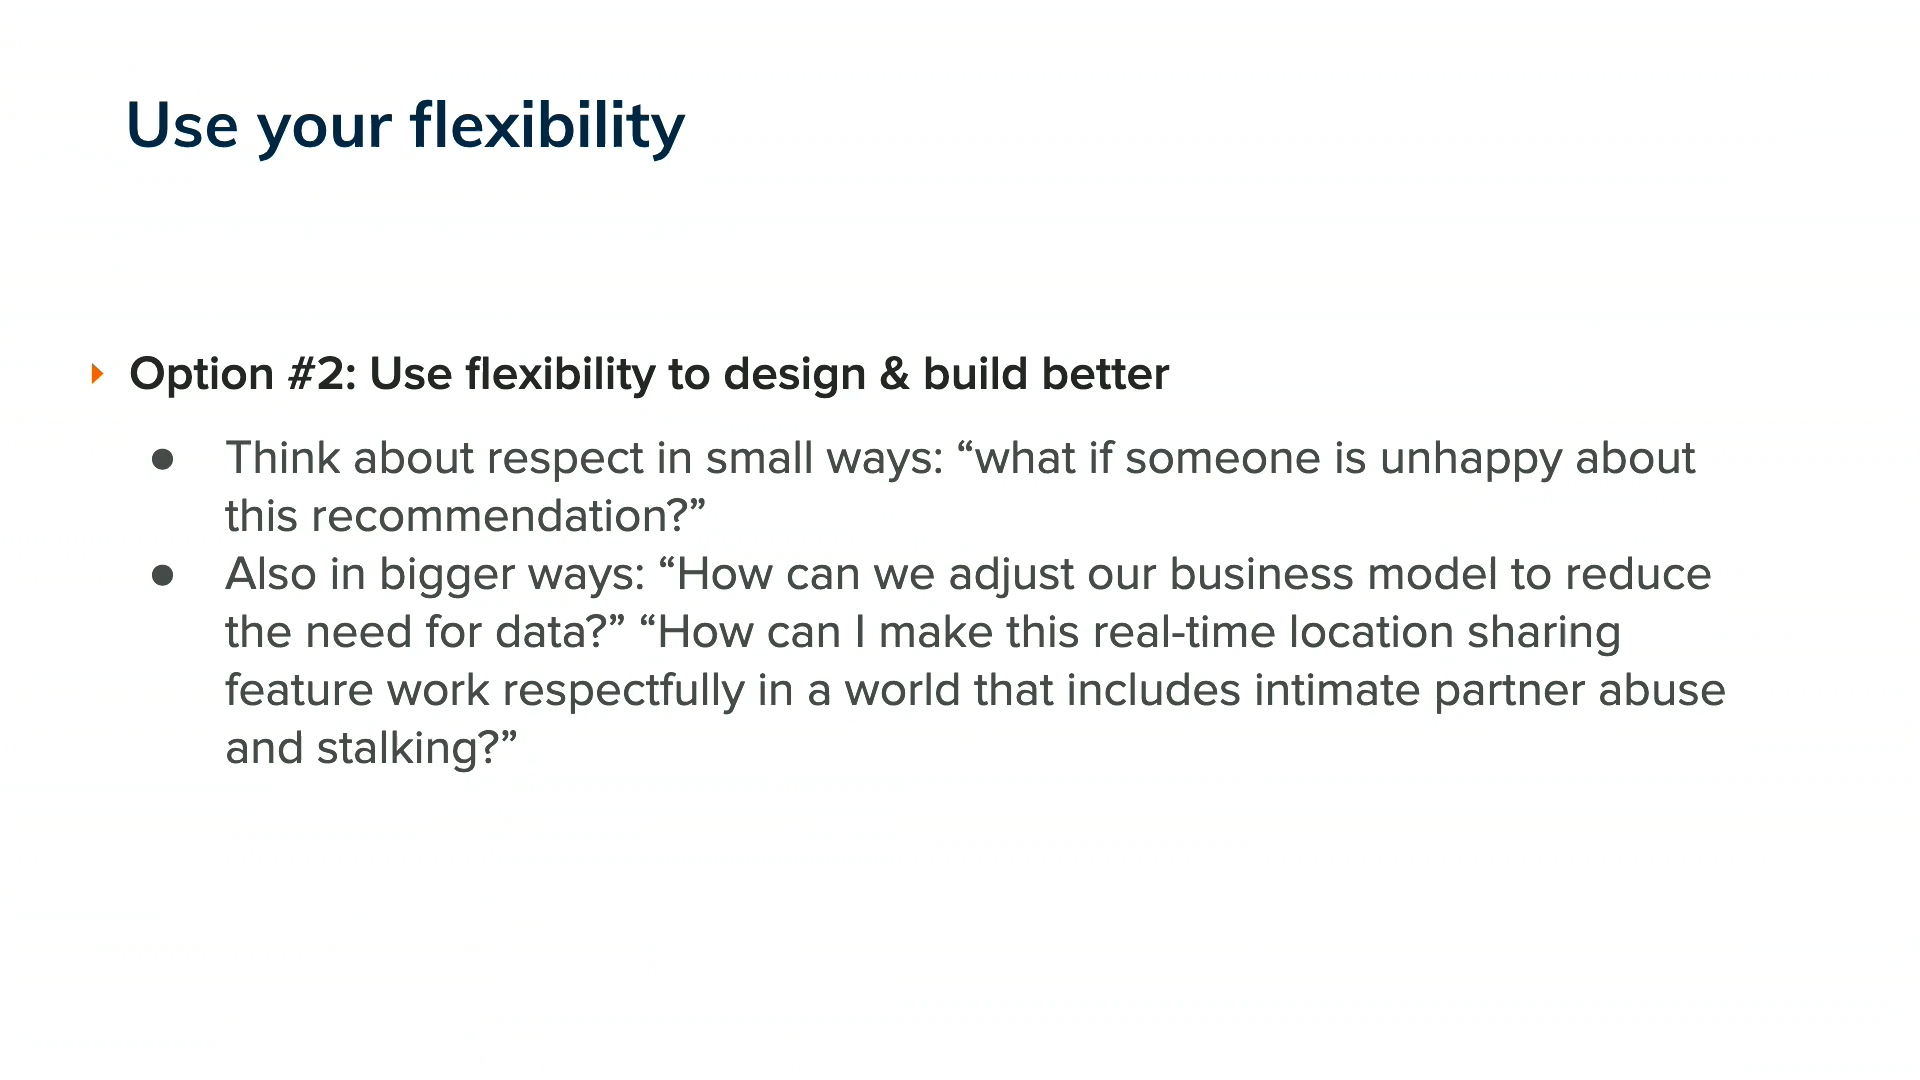 Use your flexibility
Option #2: Use flexibility to design & build better
● Think about respect in small ways: “what if someone is unhappy about
this recommendation?”
● Also in bigger ways: “How can we adjust our business model to reduce
the need for data?” “How can I make this real-time location sharing
feature work respectfully in a world that includes intimate partner abuse
and stalking?”